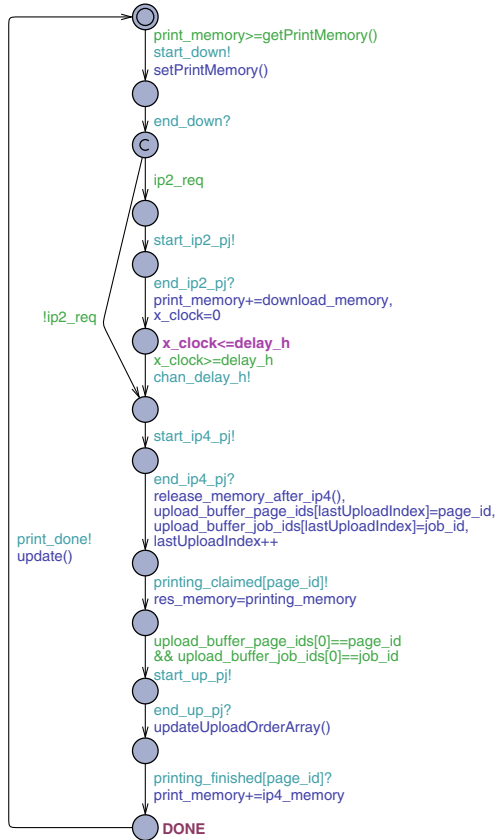 print_memory>=getPrintMemory()
start_down!
setPrintMemory()
end_down?
C
ip2_req
start_ip2_pj!
end_ip2_pj?
print_memory+=download_memory,
x_clock=0
!ip2_req
x_clock<=delay_h
x_clock>=delay_h
chan_delay_h!
start_ip4_pj!
end_ip4_pj?
release_memory_after_ip4(),
upload_buffer_page_ids[lastUploadIndex]=page_id,
upload_buffer_job_ids[lastUploadIndex]=job_id,
lastUploadIndex++
print_done!
update()
printing_claimed[page_id]!
res_memory=printing_memory
upload_buffer_page_ids[0]==page_id
&& upload_buffer_job_ids[0]==job_id
start_up_pj!
end_up_pj?
updateUploadOrderArray()
printing_finished[page_id]?
print_memory+=ip4_memory
DONE